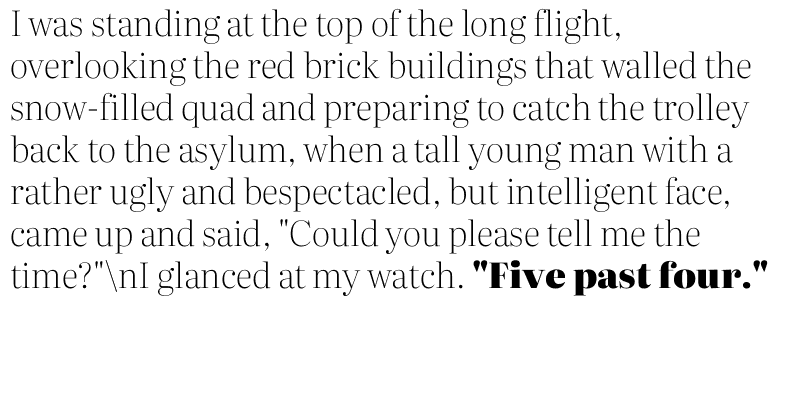 I was standing at the top of the long flight,
overlooking the red brick buildings that walled the
snow-filled quad and preparing to catch the trolley
back to the asylum, when a tall young man with a
rather ugly and bespectacled, but intelligent face,
came up and said, "Could you please tell me the
time?"\nI glanced at my watch. "Five past four."